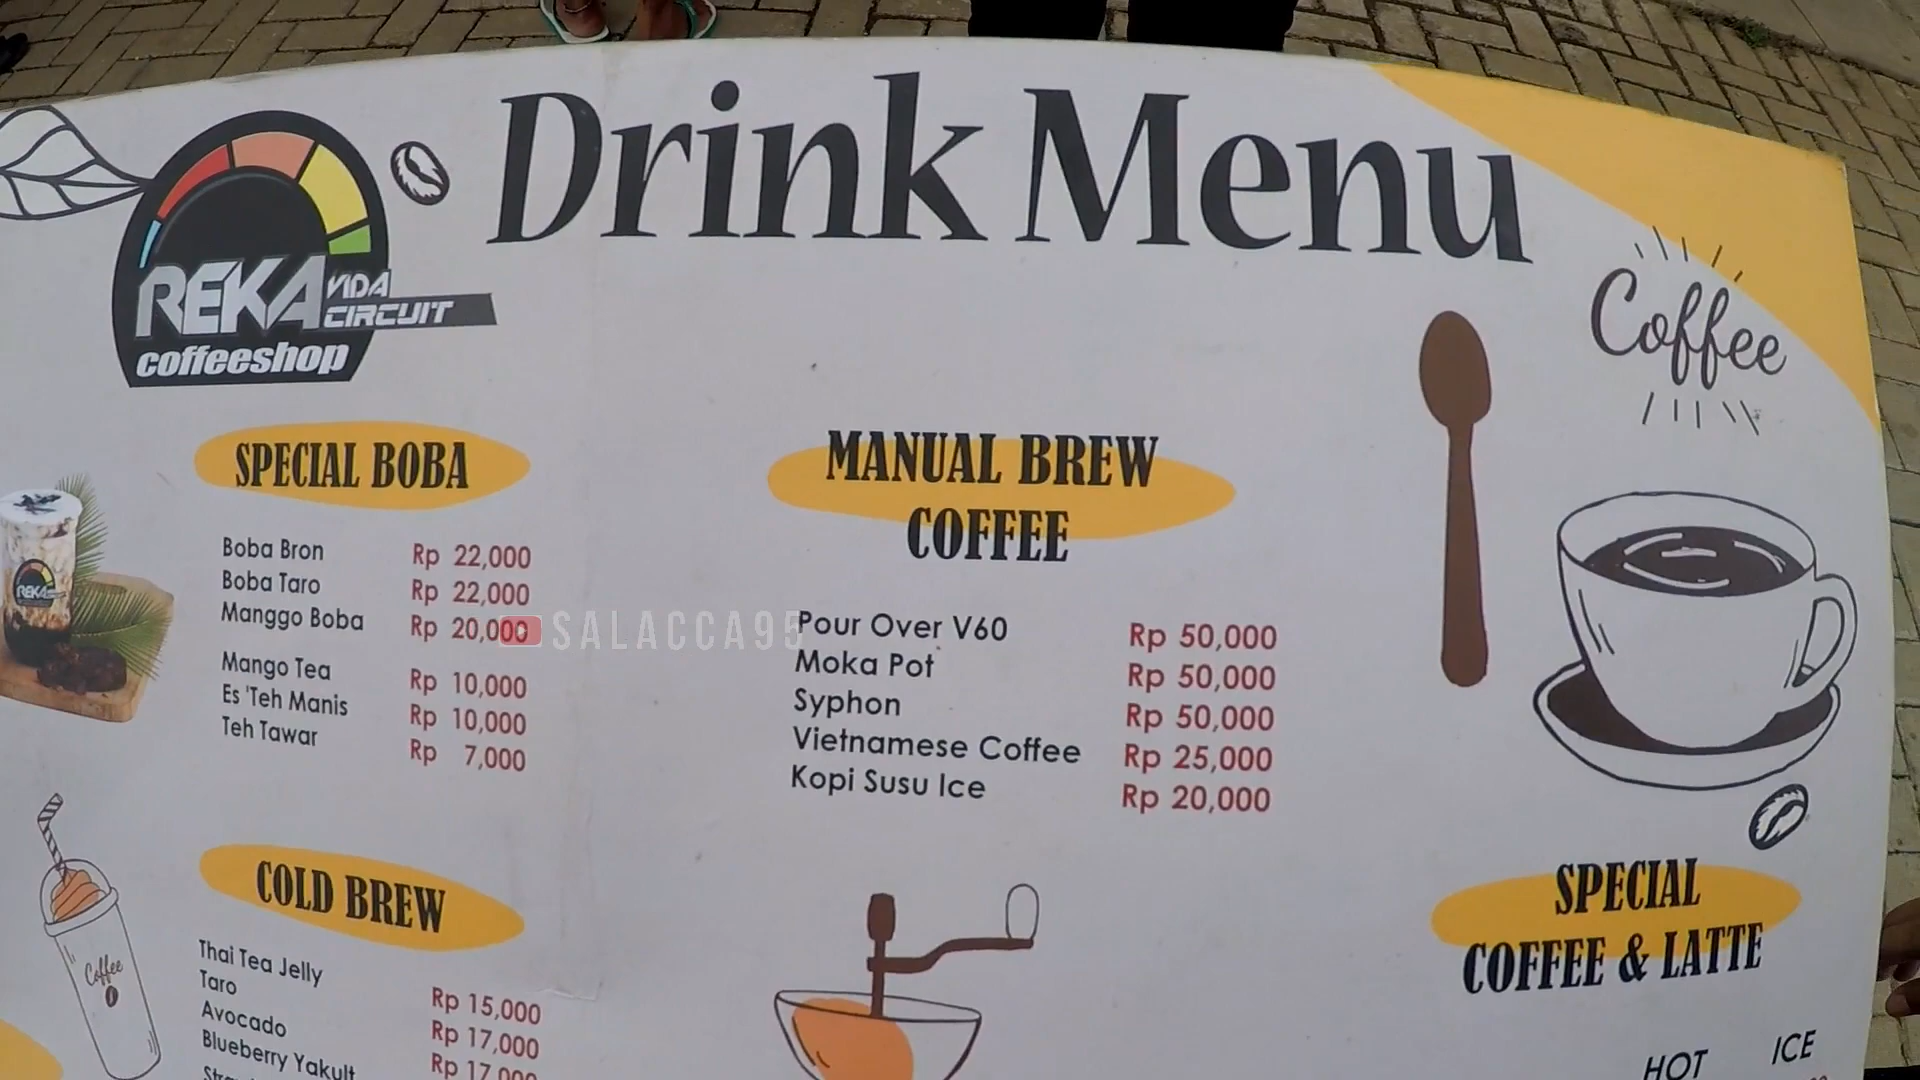 Drink Menu
REKA VIDA
CIRCUIT
coffeeshop
Coffee
SPECIAL BOBA
Boba Bron Rp 22,000
Boba Taro Rp 22,000
Manggo Boba Rp 20,000
Mango Tea Rp 10,000
Es 'Teh Manis Rp 10,000
Teh Tawar Rp 7,000
REKA
SALACCA95
MANUAL BREW
COFFEE
Pour Over V60 Rp 50,000
Moka Pot Rp 50,000
Syphon Rp 50,000
Vietnamese Coffee Rp 25,000
Kopi Susu Ice Rp 20,000
COLD BREW
Thai Tea Jelly Rp 15,000
Taro Rp 17,000
Avocado Rp 17,000
Blueberry Yakult
Coffee
SPECIAL
COFFEE & LATTE
HOT ICE